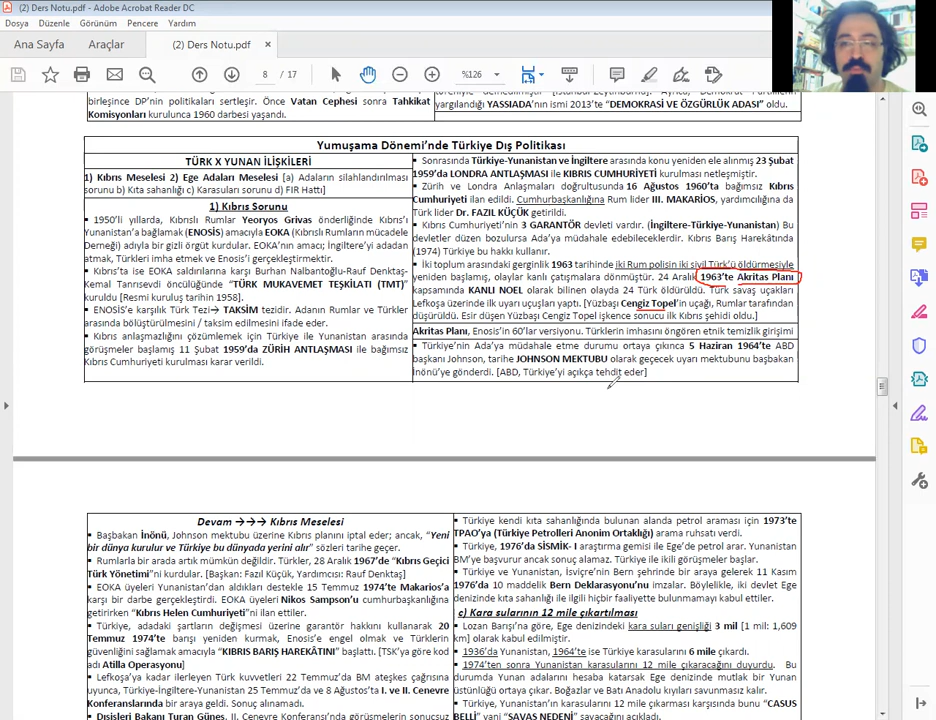 (2) Ders Notu.pdf - Adobe Acrobat Reader DC
Dosya Düzenle Görünüm Pencere Yardım
Ana Sayfa Araçlar (2) Ders Notu.pdf ×
8 / 17 %126
birleşince DP'nin politikaları sertleşir. Önce Vatan Cephesi sonra Tahkikat
Komisyonları kurulunca 1960 darbesi yaşandı.
yargılandığı YASSIADA'nın ismi 2013'te "DEMOKRASİ VE ÖZGÜRLÜK ADASI" oldu.
Yumuşama Dönemi'nde Türkiye Dış Politikası
TÜRK X YUNAN İLİŞKİLERİ
1) Kıbrıs Meselesi 2) Ege Adaları Meselesi [a) Adaların silahlandırılması
sorunu b) Kıta sahanlığı c) Karasuları sorunu d) FIR Hattı]
1) Kıbrıs Sorunu
▪ 1950'li yıllarda, Kıbrıslı Rumlar Yeoryos Grivas önderliğinde Kıbrıs'ı
Yunanistan'a bağlamak (ENOSİS) amacıyla EOKA (Kıbrıslı Rumların mücadele
Derneği) adıyla bir gizli örgüt kurdular. EOKA'nın amacı; İngiltere'yi adadan
atmak, Türkleri imha etmek ve Enosis'i gerçekleştirmektir.
▪ Kıbrıs'ta ise EOKA saldırılarına karşı Burhan Nalbantoğlu-Rauf Denktaş-
Kemal Tanrısevdi öncülüğünde "TÜRK MUKAVEMET TEŞKİLATI (TMT)"
kuruldu [Resmi kuruluş tarihin 1958].
▪ ENOSİS'e karşılık Türk Tezi→ TAKSİM tezidir. Adanın Rumlar ve Türkler
arasında bölüştürülmesini / taksim edilmesini ifade eder.
▪ Kıbrıs anlaşmazlığını çözümlemek için Türkiye ile Yunanistan arasında
görüşmeler başlamış 11 Şubat 1959'da ZÜRİH ANTLAŞMASI ile bağımsız
Kıbrıs Cumhuriyeti kurulması karar verildi.
▪ Sonrasında Türkiye-Yunanistan ve İngiltere arasında konu yeniden ele alınmış 23 Şubat
1959'da LONDRA ANTLAŞMASI ile KIBRIS CUMHURİYETİ kurulması netleşmiştir.
▪ Zürih ve Londra Anlaşmaları doğrultusunda 16 Ağustos 1960'ta bağımsız Kıbrıs
Cumhuriyeti ilan edildi. Cumhurbaşkanlığına Rum lider III. MAKARİOS, yardımcılığına da
Türk lider Dr. FAZIL KÜÇÜK getirildi.
▪ Kıbrıs Cumhuriyeti'nin 3 GARANTÖR devleti vardır. (İngiltere-Türkiye-Yunanistan) Bu
devletler düzen bozulursa Ada'ya müdahale edebileceklerdir. Kıbrıs Barış Harekâtında
(1974) Türkiye bu hakkı kullanır.
▪ İki toplum arasındaki gerginlik 1963 tarihinde iki Rum polisin iki sivil Türk'ü öldürmesiyle
yeniden başlamış, olaylar kanlı çatışmalara dönmüştür. 24 Aralık 1963'te Akritas Planı
kapsamında KANLI NOEL olarak bilinen olayda 24 Türk öldürüldü. Türk savaş uçakları
Lefkoşa üzerinde ilk uyarı uçuşları yaptı. [Yüzbaşı Cengiz Topel'in uçağı, Rumlar tarafından
düşürüldü. Esir düşen Yüzbaşı Cengiz Topel işkence sonucu ilk Kıbrıs şehidi oldu.]
Akritas Planı, Enosis'in 60'lar versiyonu. Türklerin imhasını öngören etnik temizlik girişimi
▪ Türkiye'nin Ada'ya müdahale etme durumu ortaya çıkınca 5 Haziran 1964'te ABD
başkanı Jonson, tarihe JOHNSON MEKTUBU olarak geçecek uyarı mektubunu başbakan
İnönü'ye gönderdi. [ABD, Türkiye'yi açıkça tehdit eder]
Devam →→→ Kıbrıs Meselesi
▪ Başbakan İnönü, Johnson mektubu üzerine Kıbrıs planını iptal eder; ancak, "Yeni
bir dünya kurulur ve Türkiye bu dünyada yerini alır" sözleri tarihe geçer.
▪ Rumlarla bir arada artık mümkün değildir. Türkler, 28 Aralık 1967'de "Kıbrıs Geçici
Türk Yönetimi"ni kurdular. [Başkan: Fazıl Küçük, Yardımcısı: Rauf Denktaş]
▪ EOKA üyeleri Yunanistan'dan aldıkları destekle 15 Temmuz 1974'te Makarios'a
karşı bir darbe gerçekleştirdi. EOKA üyeleri Nikos Sampson'u cumhurbaşkanlığına
getirirken "Kıbrıs Helen Cumhuriyeti"ni ilan ettiler.
▪ Türkiye, adadaki şartların değişmesi üzerine garantör hakkını kullanarak 20
Temmuz 1974'te barışı yeniden kurmak, Enosis'e engel olmak ve Türklerin
güvenliğini sağlamak amacıyla "KIBRIS BARIŞ HAREKÂTINI" başlattı. [TSK'ya göre kod
adı Atilla Operasyonu]
▪ Lefkoşa'ya kadar ilerleyen Türk kuvvetleri 22 Temmuz'da BM ateşkes çağrısına
uyunca, Türkiye-İngiltere-Yunanistan 25 Temmuz'da ve 8 Ağustos'ta I. ve II. Cenevre
Konferanslarında bir araya geldi. Sonuç alınamadı.
▪ Dışişleri Bakanı Turan Güneş, II. Cenevre Konferansı'nda görüşmelerin sonuçsuz
▪ Türkiye kendi kıta sahanlığında bulunan alanda petrol araması için 1973'te
TPAO'ya (Türkiye Petrolleri Anonim Ortaklığı) arama ruhsatı verdi.
▪ Türkiye, 1976'da SİSMİK- I araştırma gemisi ile Ege'de petrol arar. Yunanistan
BM'ye başvurur ancak sonuç alamaz. Türkiye ile ikili görüşmeler başlar.
▪ Türkiye ve Yunanistan, İsviçre'nin Bern şehrinde bir araya gelerek 11 Kasım
1976'da 10 maddelik Bern Deklarasyonu'nu imzalar. Böylelikle, iki devlet Ege
denizinde kıta sahanlığı ile ilgili hiçbir faaliyette bulunmamayı kabul ettiler.
c) Kara sularının 12 mile çıkartılması
▪ Lozan Barışı'na göre, Ege denizindeki kara suları genişliği 3 mil [1 mil: 1,609
km] olarak kabul edilmiştir.
▪ 1936'da Yunanistan, 1964'te ise Türkiye karasularını 6 mile çıkardı.
▪ 1974'ten sonra Yunanistan karasularını 12 mile çıkaracağını duyurdu. Bu
durumda Yunan adalarını hesaba katarsak Ege denizinde mutlak bir Yunan
üstünlüğü ortaya çıkar. Boğazlar ve Batı Anadolu kıyıları savunmasız kalır.
▪ Türkiye, Yunanistan'ın karasularını 12 mile çıkarması karşısında bunu "CASUS
BELLİ" yani "SAVAŞ NEDENİ" sayacağını açıkladı.